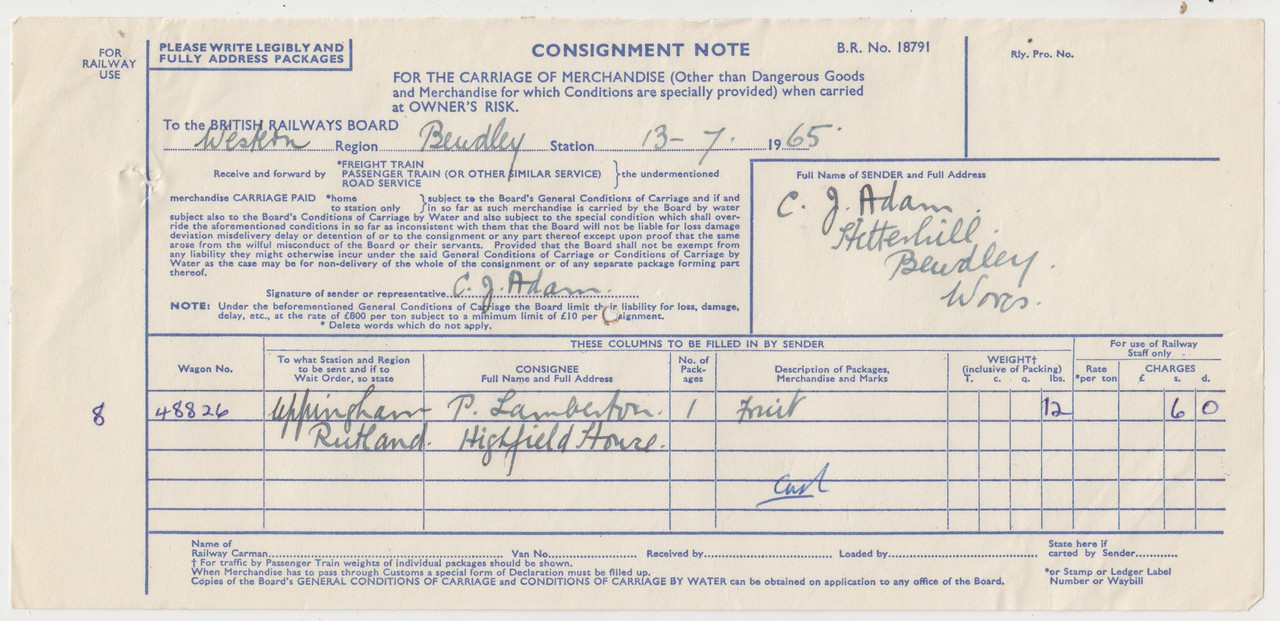 FOR
RAILWAY
USE
PLEASE WRITE LEGIBLY AND
FULLY ADDRESS PACKAGES
CONSIGNMENT NOTE
B.R. No. 18791
Rly. Pro. No.
FOR THE CARRIAGE OF MERCHANDISE (Other than Dangerous Goods
and Merchandise for which Conditions are specially provided) when carried
at OWNER'S RISK.
To the BRITISH RAILWAYS BOARD
Western Region Bewdley Station 13-7. 1965.
Receive and forward by
*FREIGHT TRAIN
PASSENGER TRAIN (OR OTHER SIMILAR SERVICE)
ROAD SERVICE
} the undermentioned
merchandise CARRIAGE PAID *home } subject to the Board's General Conditions of Carriage and if and
to station only } in so far as such merchandise is carried by the Board by water
subject also to the Board's Conditions of Carriage by Water and also subject to the special condition which shall over-
ride the aforementioned conditions in so far as inconsistent with them that the Board will not be liable for loss damage
deviation misdelivery delay or detention of or to the consignment or any part thereof except upon proof that the same
arose from the wilful misconduct of the Board or their servants. Provided that the Board shall not be exempt from
any liability they might otherwise incur under the said General Conditions of Carriage or Conditions of Carriage by
Water as the case may be for non-delivery of the whole of the consignment or of any separate package forming part
thereof.
Signature of sender or representative C. J. Adam.
NOTE: Under the beforementioned General Conditions of Carriage the Board limit their liability for loss, damage,
delay, etc., at the rate of £800 per ton subject to a minimum limit of £10 per consignment.
* Delete words which do not apply.
Full Name of SENDER and Full Address
C. J. Adam.
Hitterhill.
Bewdley.
Worcs.
THESE COLUMNS TO BE FILLED IN BY SENDER
For use of Railway
Staff only
Wagon No.
To what Station and Region
to be sent and if to
Wait Order, so state
CONSIGNEE
Full Name and Full Address
No. of
Pack-
ages
Description of Packages,
Merchandise and Marks
WEIGHT†
(inclusive of Packing)
T. c. q. lbs.
Rate
*per ton
CHARGES
£ s. d.
8 48826 Uppingham P. Lamberton. 1 Fruit 12 6 0
Rutland. Highfield House.
Cash
Name of
Railway Carman Van No. Received by Loaded by
State here if
carted by Sender
† For traffic by Passenger Train weights of individual packages should be shown.
When Merchandise has to pass through Customs a special form of Declaration must be filled up.
Copies of the Board's GENERAL CONDITIONS OF CARRIAGE and CONDITIONS OF CARRIAGE BY WATER can be obtained on application to any office of the Board.
*or Stamp or Ledger Label
Number or Waybill